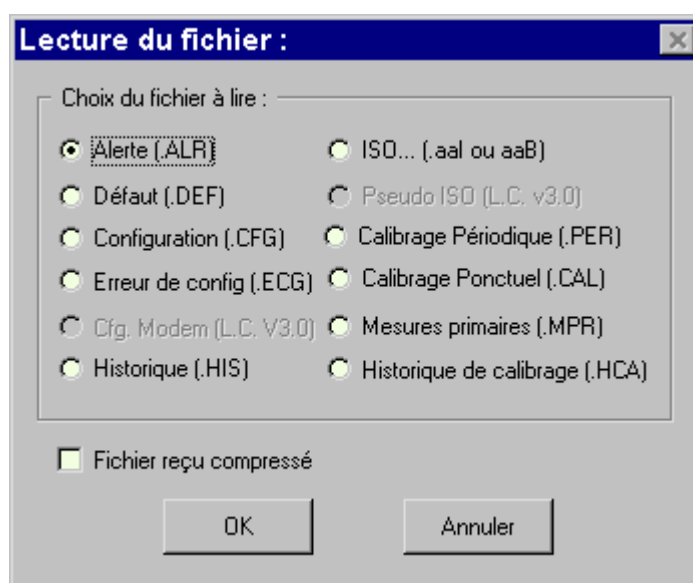 Lecture du fichier :
Choix du fichier à lire :
Alerte (.ALR)
ISO... (.aaI ou aaB)
Défaut (.DEF)
Pseudo ISO (L.C. v3.0)
Configuration (.CFG)
Calibrage Périodique (.PER)
Erreur de config (.ECG)
Calibrage Ponctuel (.CAL)
Cfg. Modem (L.C. V3.0)
Mesures primaires (.MPR)
Historique (.HIS)
Historique de calibrage (.HCA)
Fichier reçu compressé
OK
Annuler